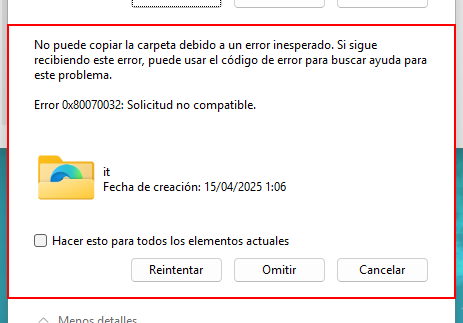 No puede copiar la carpeta debido a un error inesperado. Si sigue
recibiendo este error, puede usar el código de error para buscar ayuda para
este problema.
Error 0x80070032: Solicitud no compatible.
it
Fecha de creación: 15/04/2025 1:06
Hacer esto para todos los elementos actuales
Reintentar
Omitir
Cancelar
Menos detalles